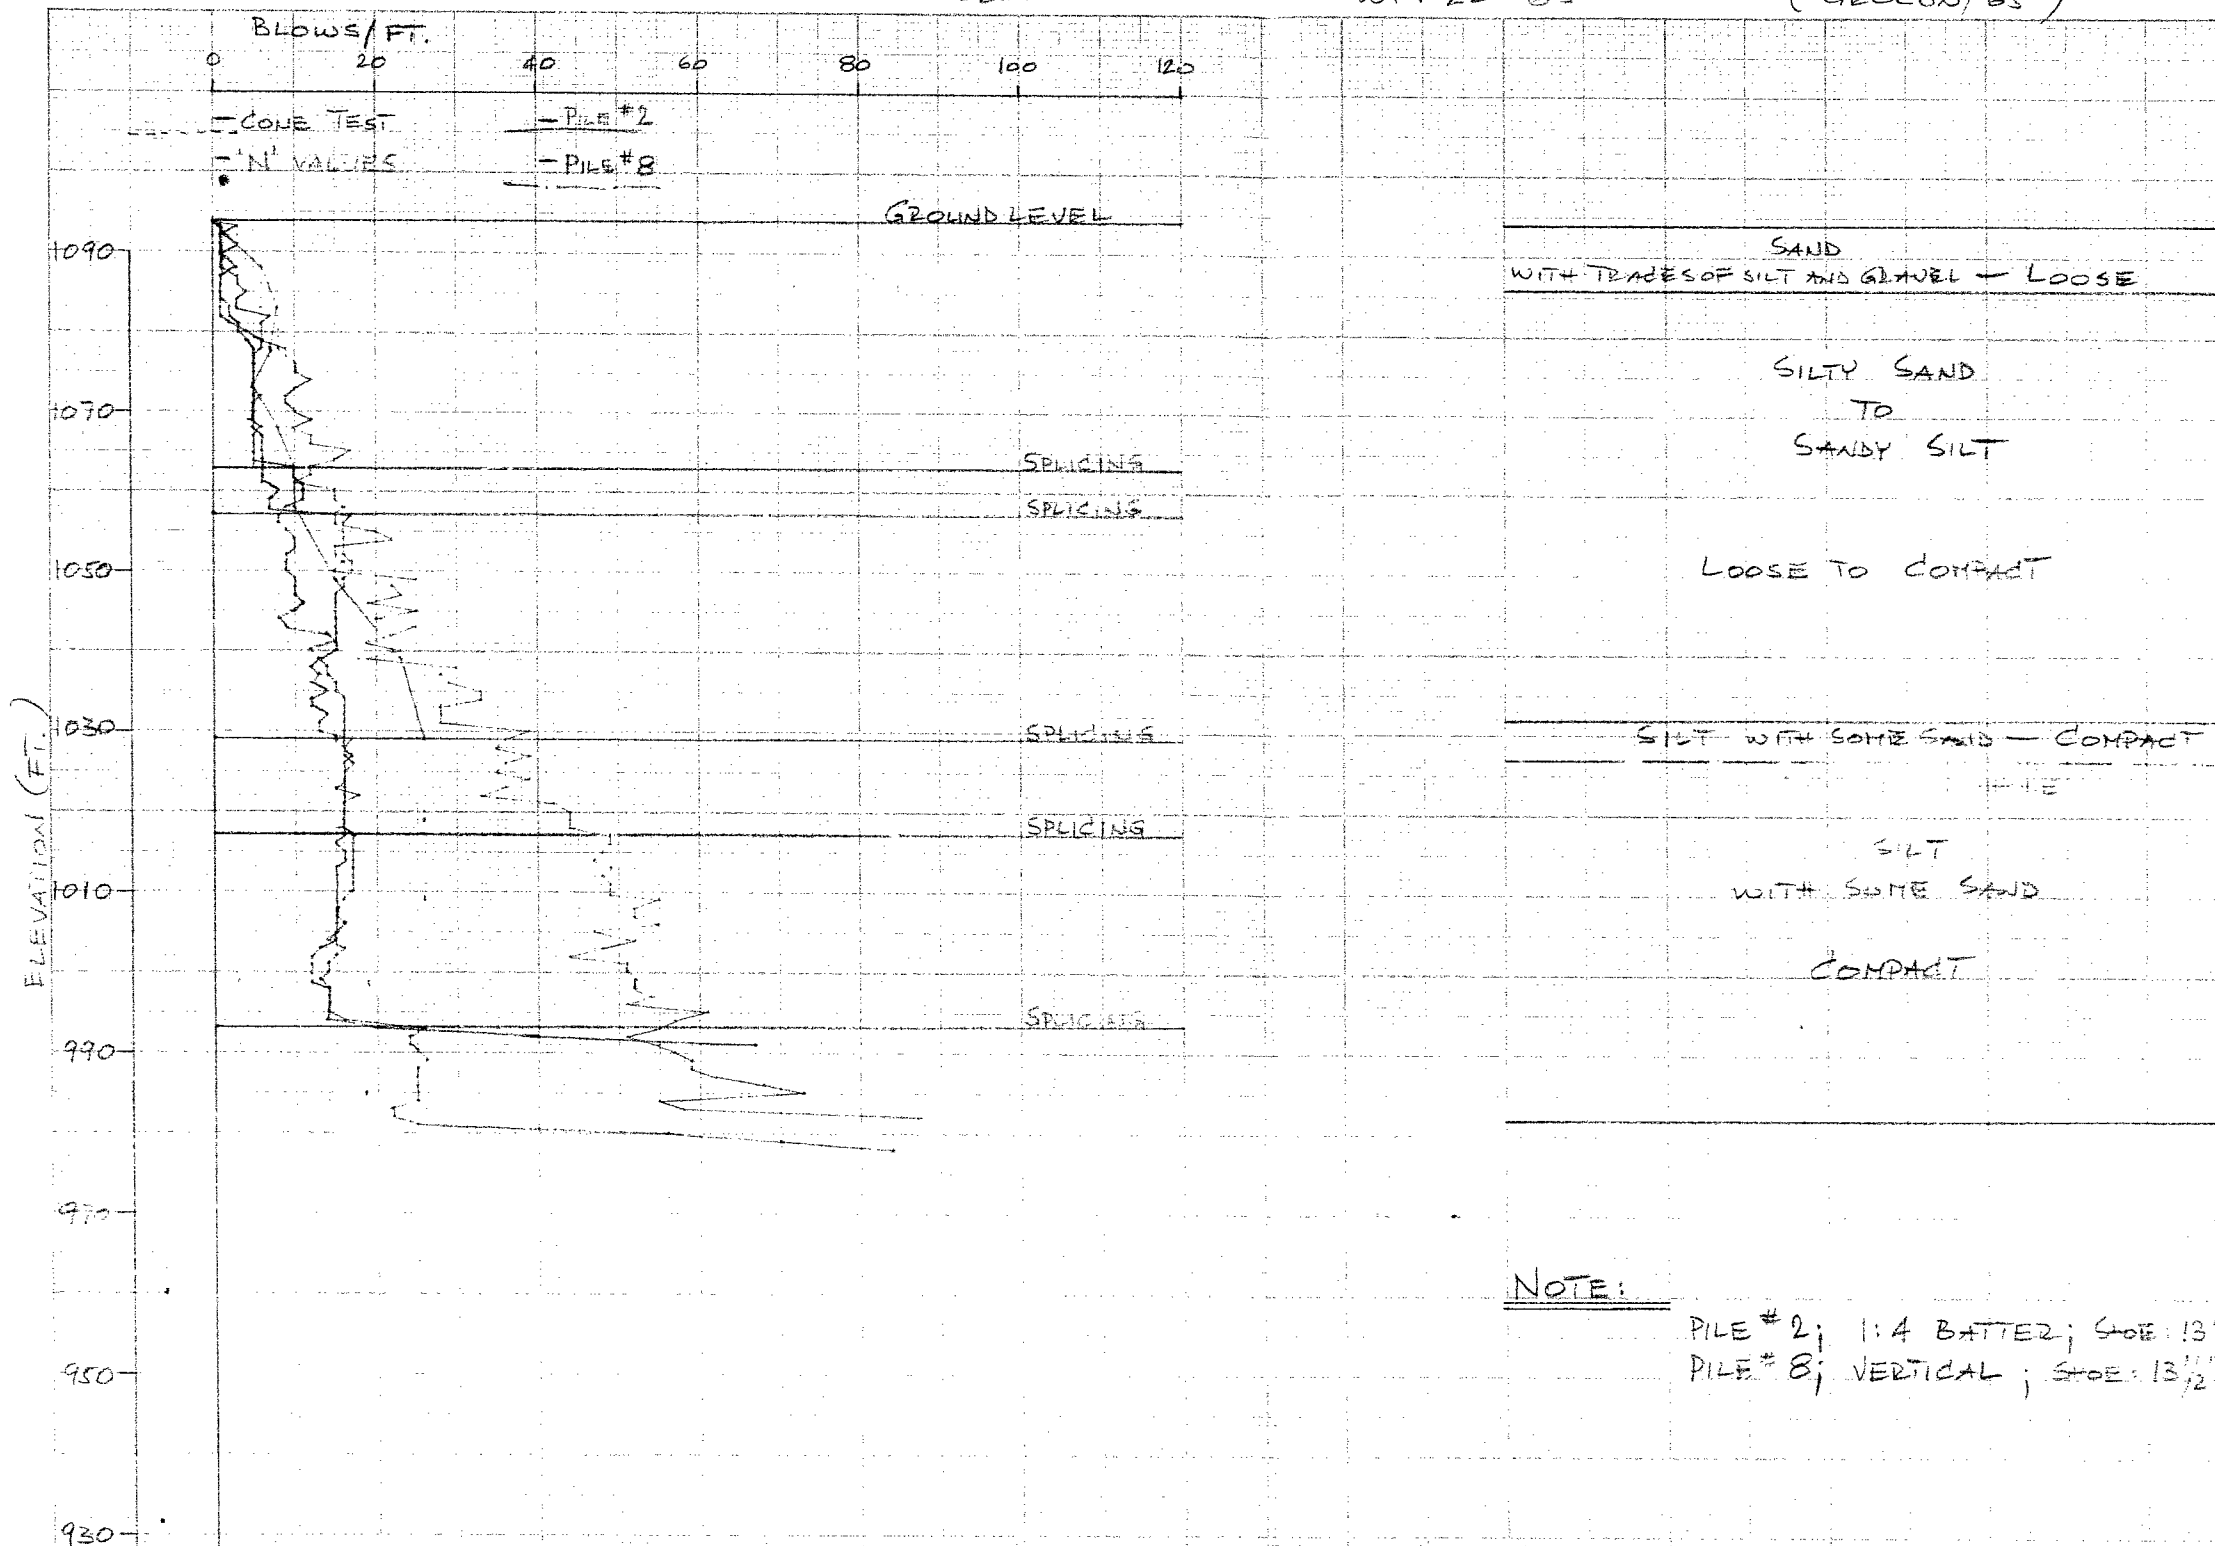 BLOWS/FT.
0 20 40 60 80 100 120
- CONE TEST
- PILE #2
- 'N' VALUES
- PILE #8
GROUND LEVEL
1090
1070
1050
1030
1010
990
970
950
930
ELEVATION (FT.)
SPLICING
SPLICING
SPLICING
SPLICING
SPLICING
SAND
WITH TRACES OF SILT AND GRAVEL - LOOSE
SILTY SAND
TO
SANDY SILT
LOOSE TO COMPACT
SILT WITH SOME SAND - COMPACT
SILT
WITH SOME SAND
COMPACT
NOTE:
PILE #2; 1:4 BATTER; SHOE: 13
PILE #8; VERTICAL; SHOE: 13 1/2"